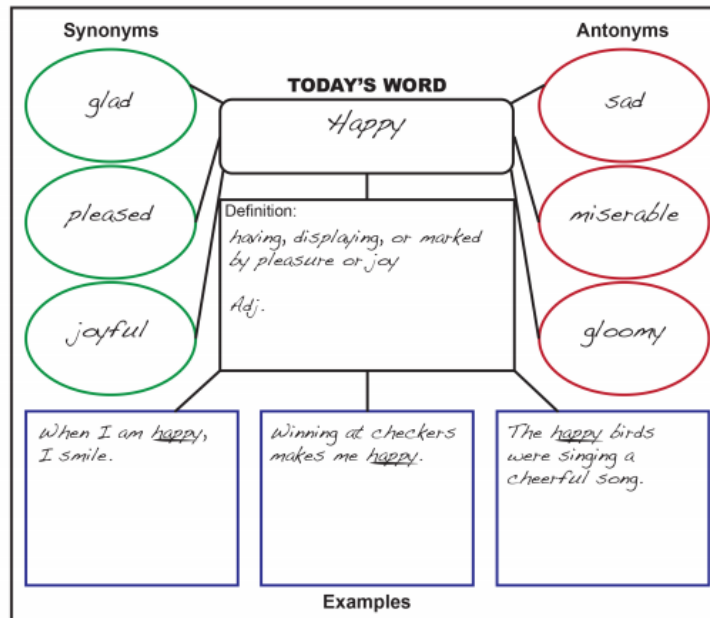 Synonyms
Antonyms
glad
TODAY'S WORD
Happy
sad
pleased
miserable
Definition:
having, displaying, or marked
by pleasure or joy
Adj.
joyful
gloomy
When I am happy,
I smile.
Winning at checkers
makes me happy.
The happy birds
were singing a
cheerful song.
Examples